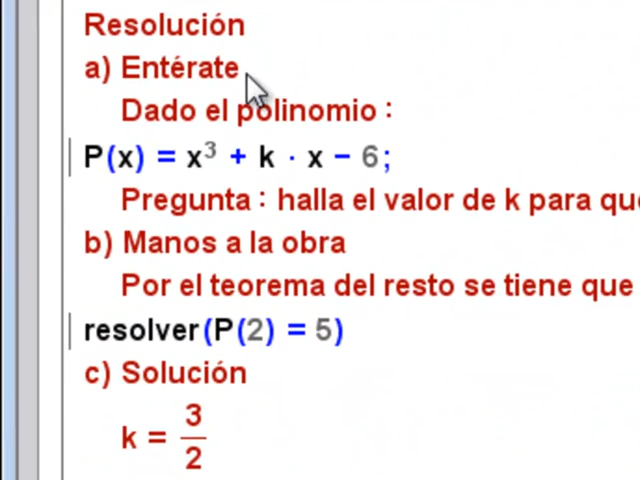 Resolución
a) Entérate
Dado el polinomio :
P(x) = x³ + k · x − 6;
Pregunta : halla el valor de k para
b) Manos a la obra
Por el teorema del resto se tiene que
resolver(P(2) = 5)
c) Solución
k = 3/2